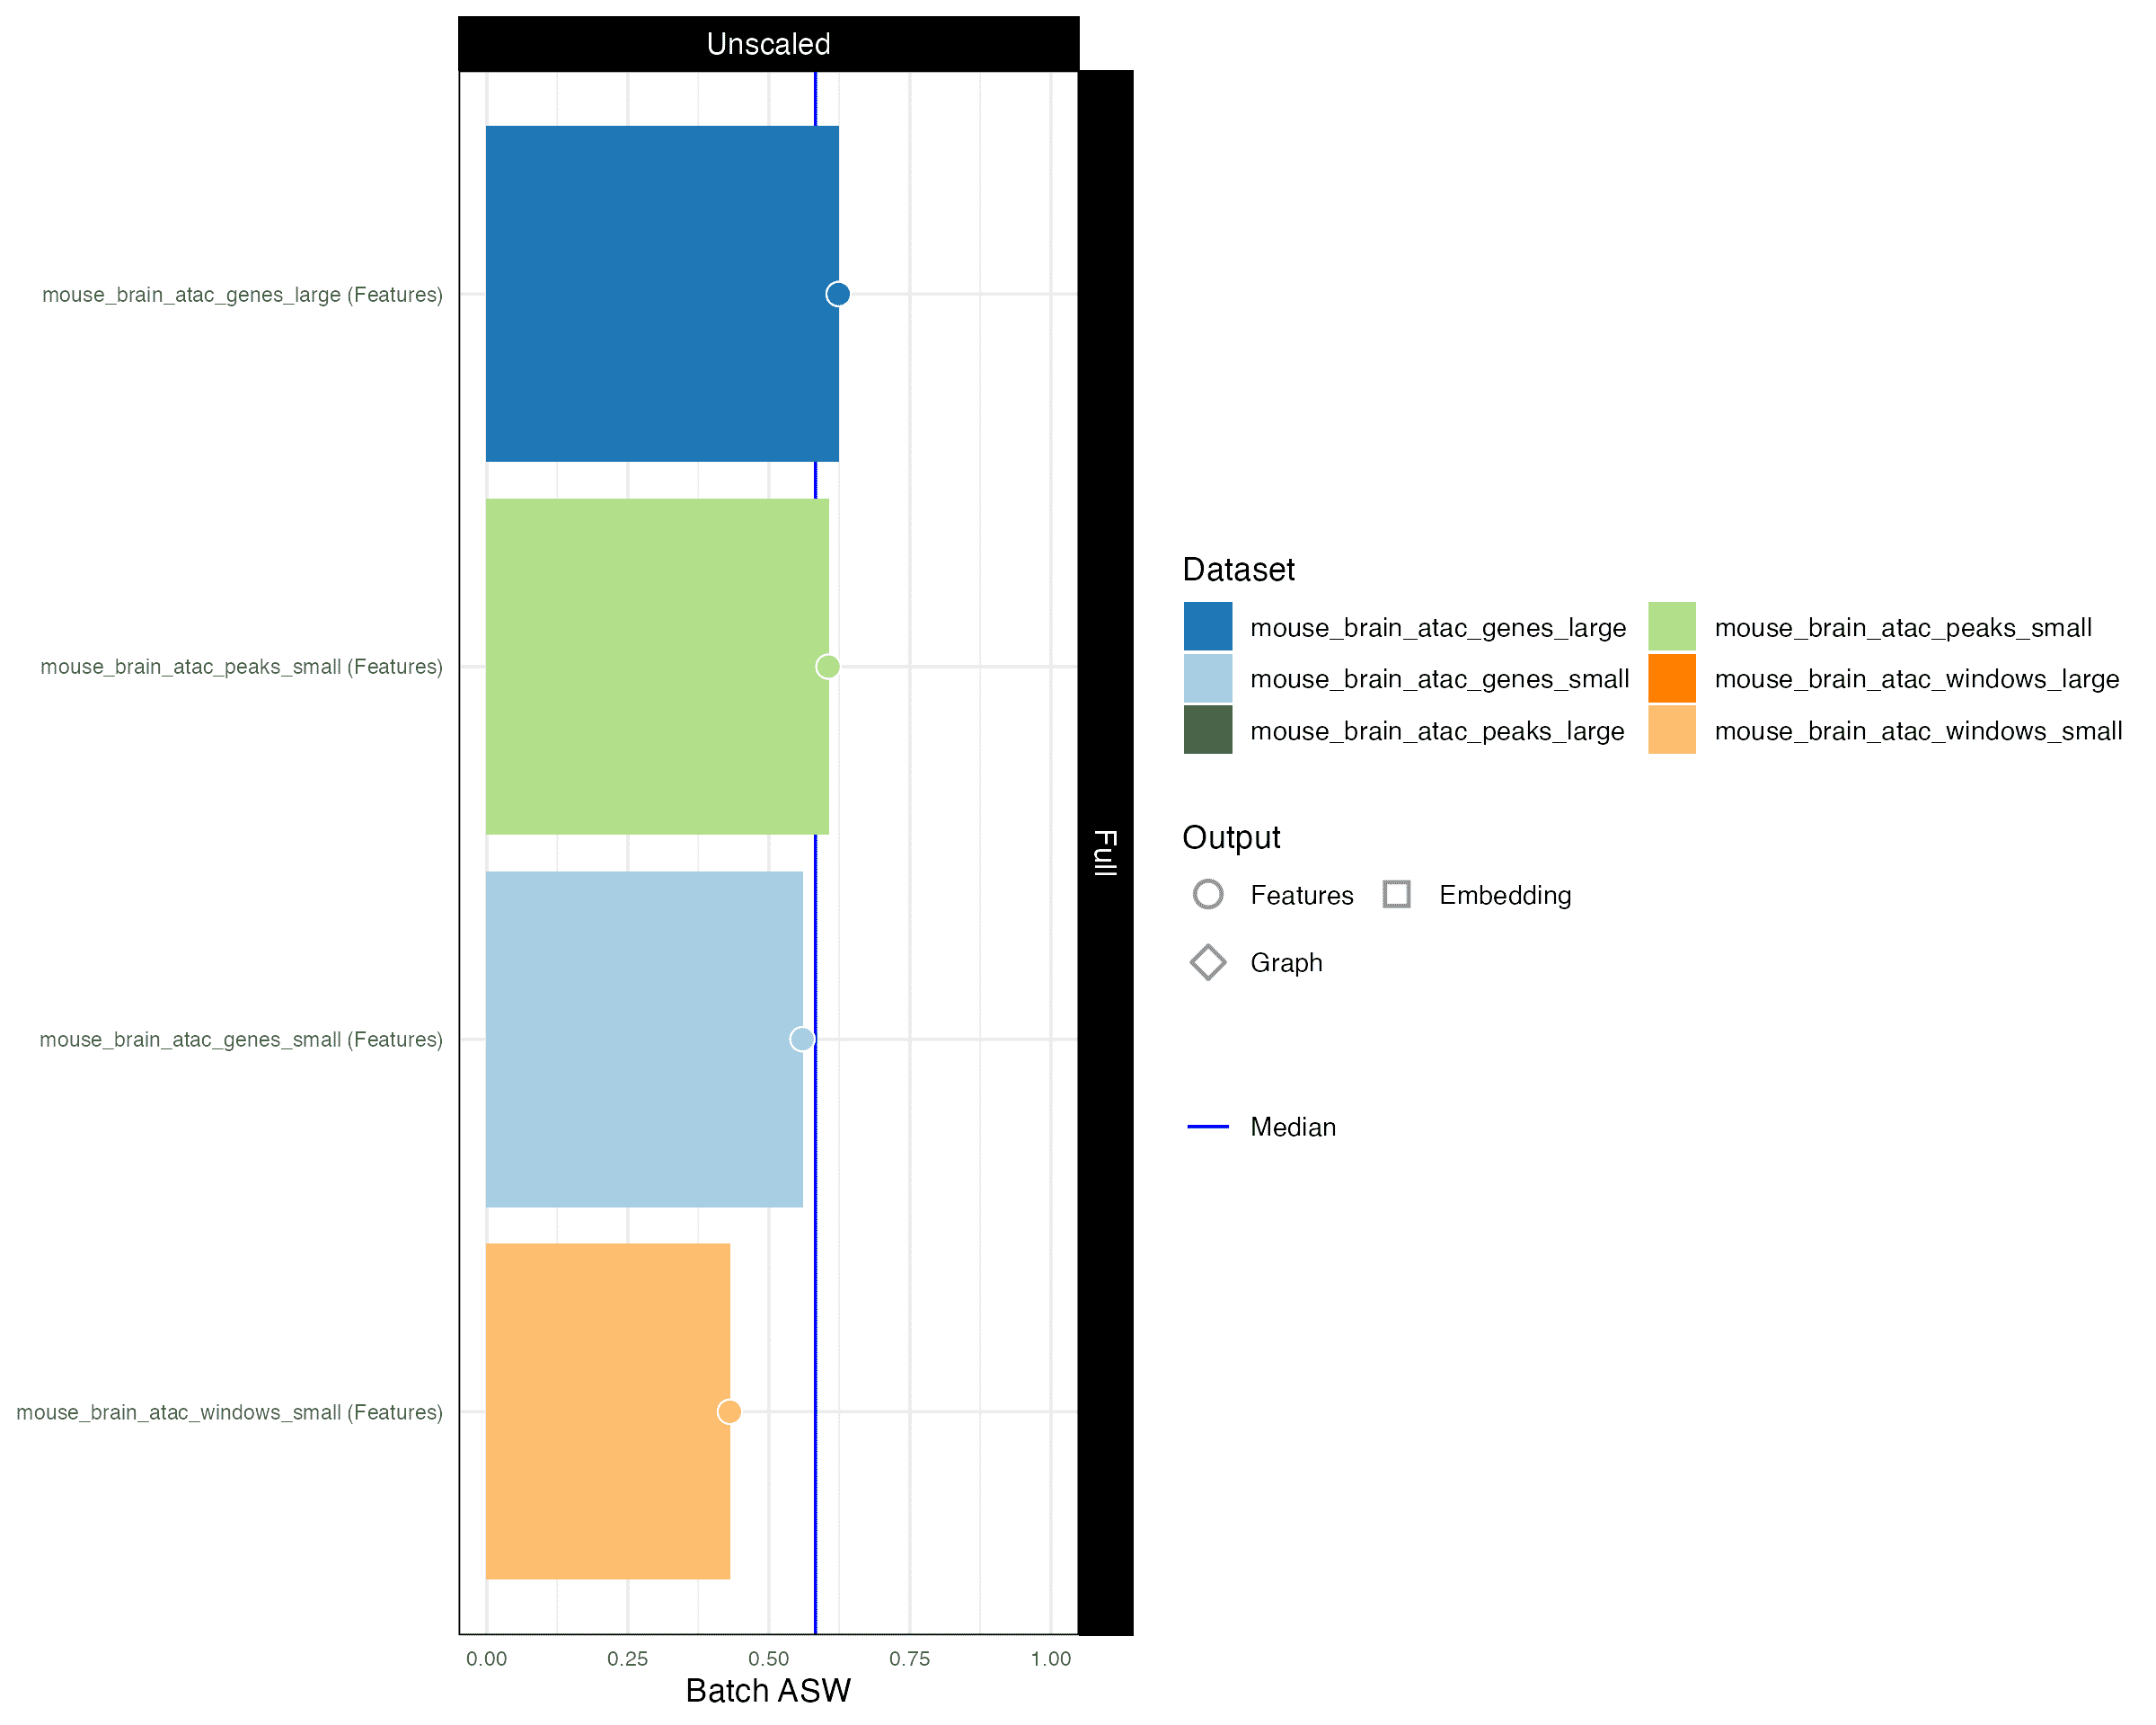 Unscaled
mouse_brain_atac_genes_large (Features)
mouse_brain_atac_peaks_small (Features)
mouse_brain_atac_genes_small (Features)
mouse_brain_atac_windows_small (Features)
0.00 0.25 0.50 0.75 1.00
Batch ASW
Full
Dataset
mouse_brain_atac_genes_large mouse_brain_atac_peaks_small
mouse_brain_atac_genes_small mouse_brain_atac_windows_large
mouse_brain_atac_peaks_large mouse_brain_atac_windows_small
Output
Features Embedding
Graph
Median